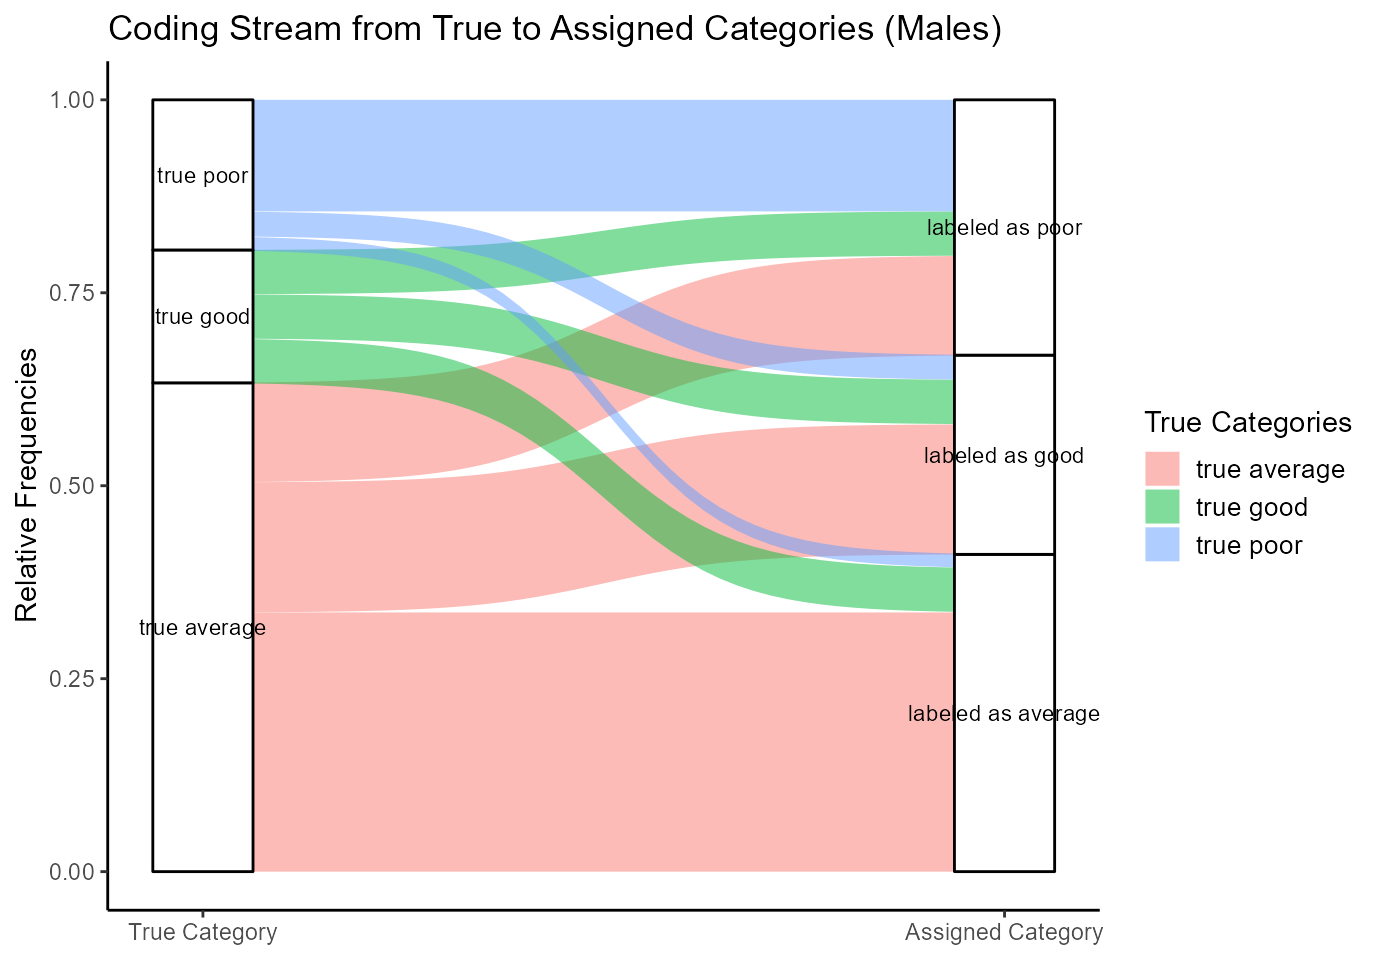 Coding Stream from True to Assigned Categories (Males)
Relative Frequencies
1.00
0.75
0.50
0.25
0.00
true poor
true good
true average
labeled as poor
labeled as good
labeled as average
True Category
Assigned Category
True Categories
true average
true good
true poor